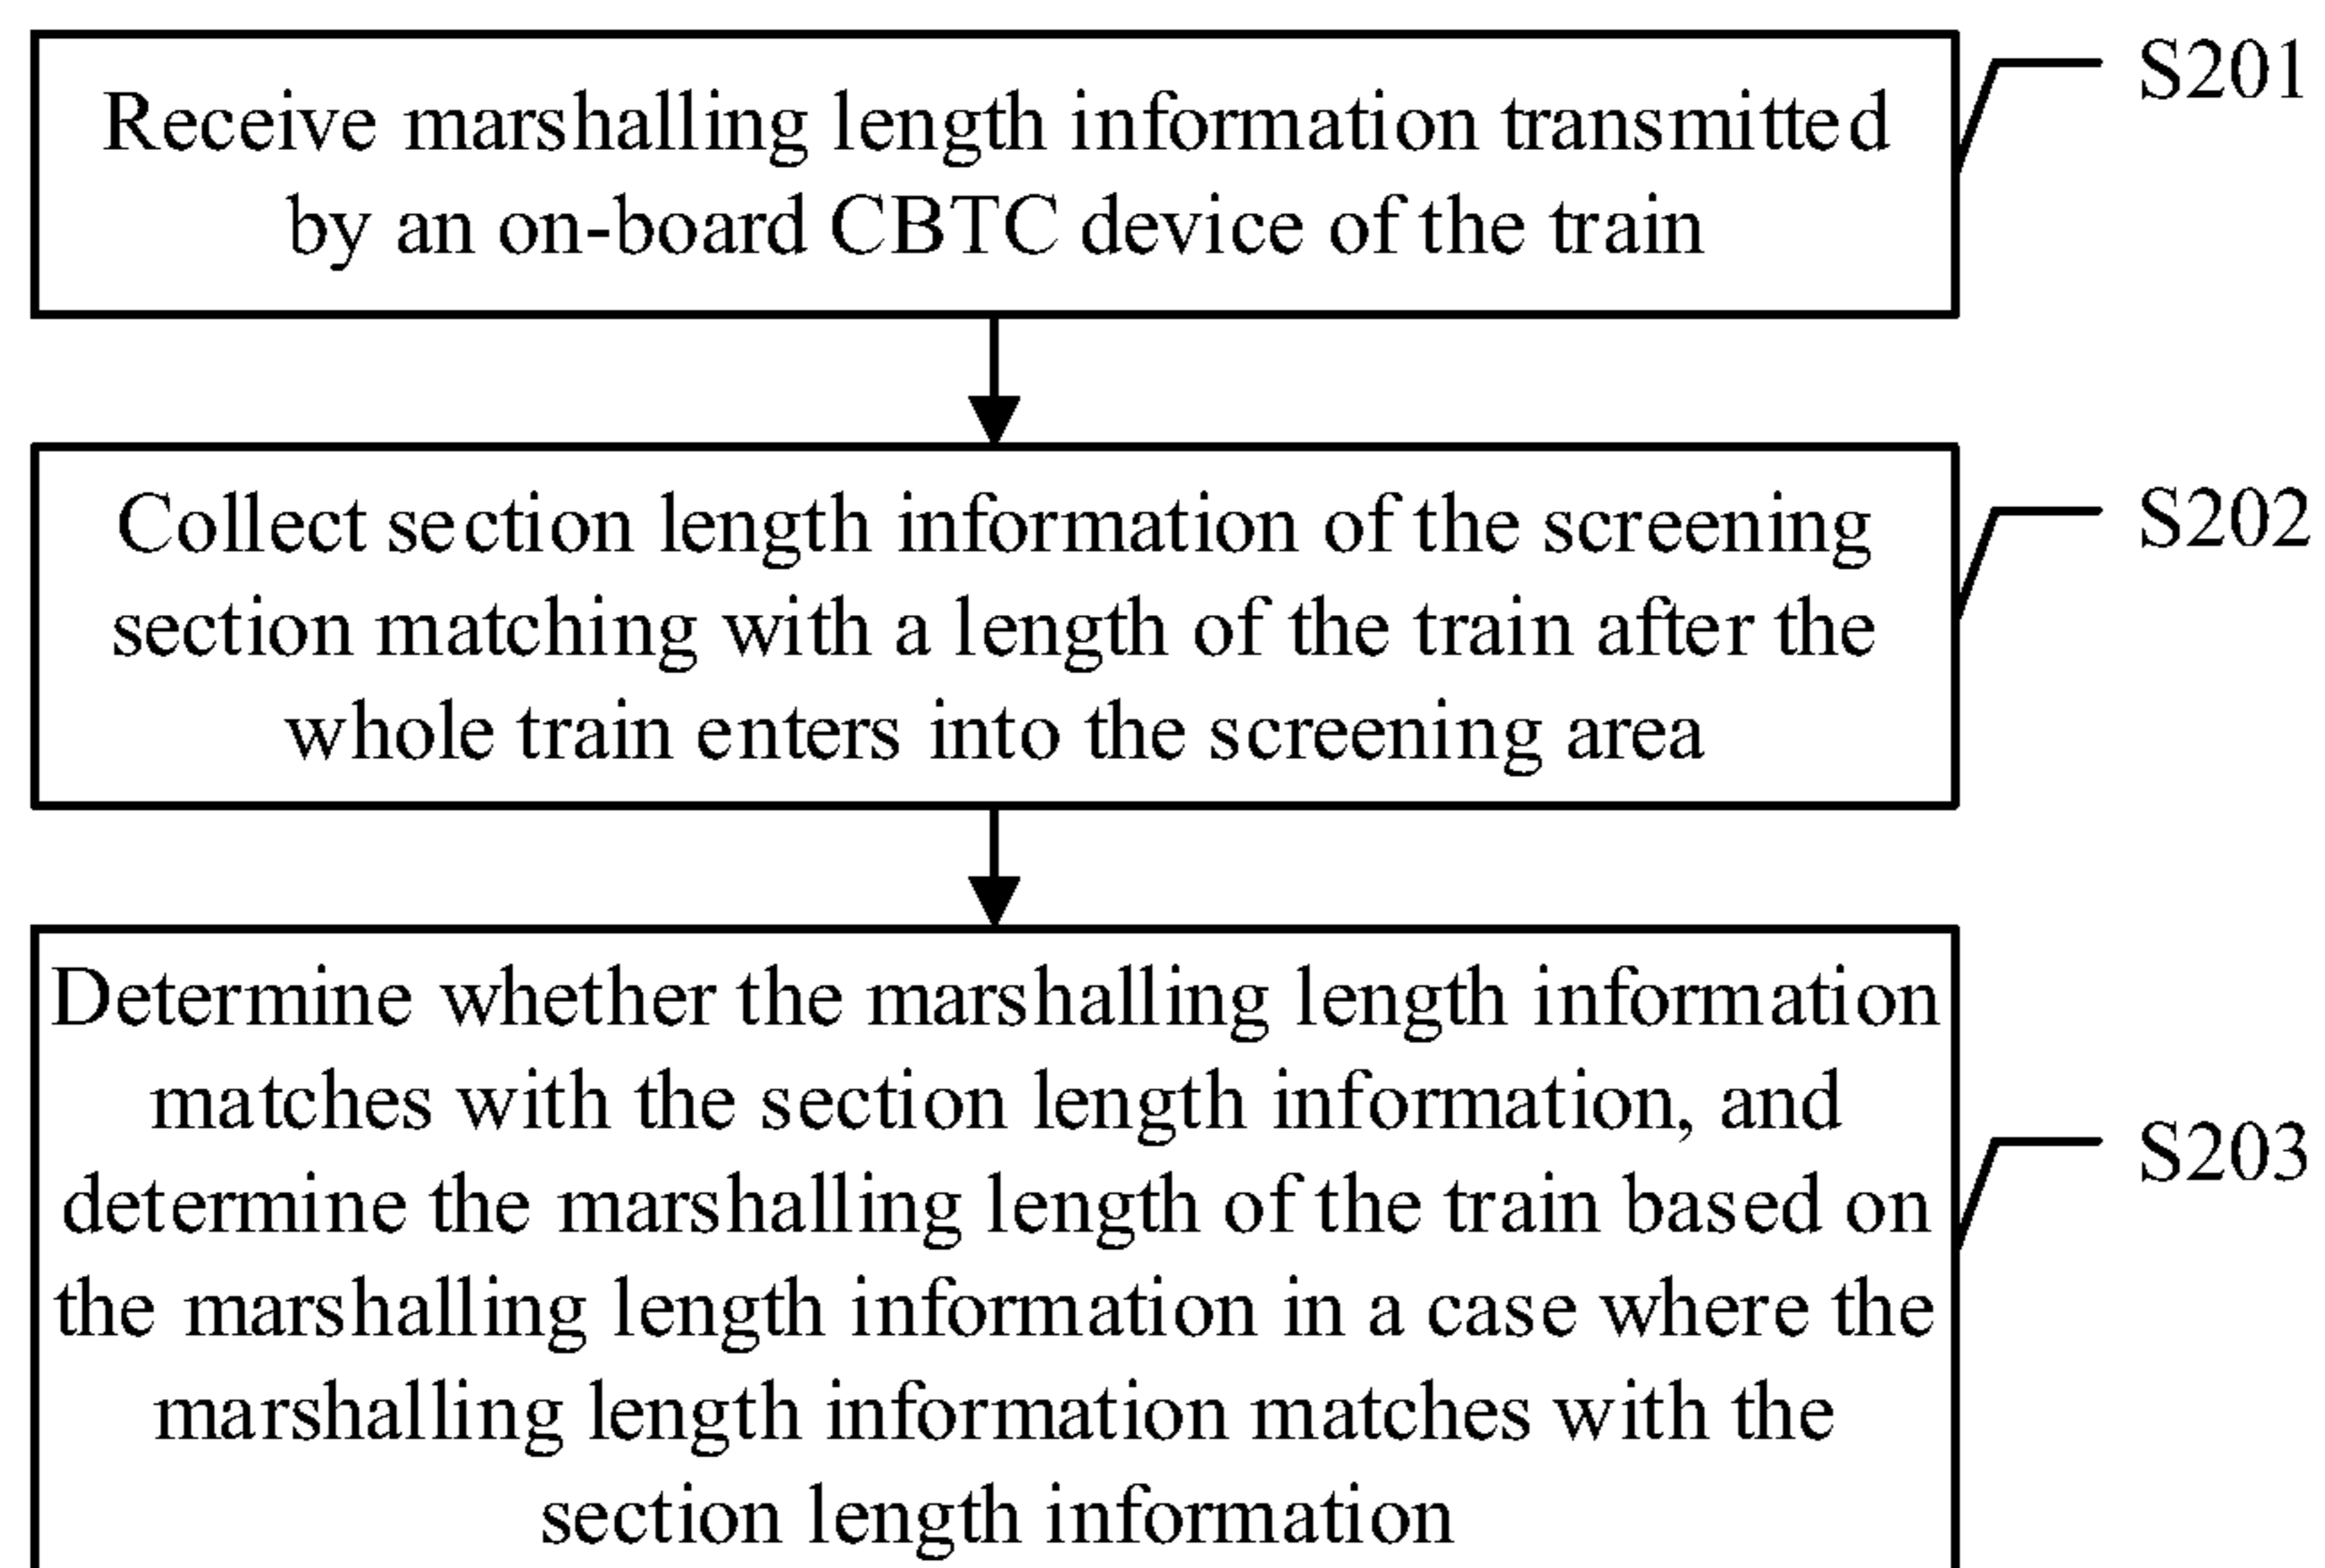 Receive marshalling length information transmitted
by an on-board CBTC device of the train
S201
Collect section length information of the screening
section matching with a length of the train after the
whole train enters into the screening area
S202
Determine whether the marshalling length information
matches with the section length information, and
determine the marshalling length of the train based on
the marshalling length information in a case where the
marshalling length information matches with the
section length information
S203